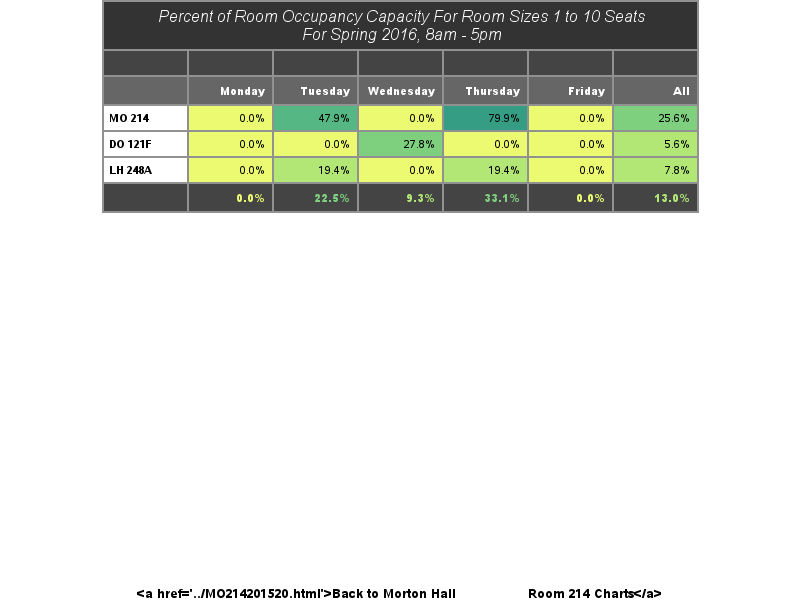 Percent of Room Occupancy Capacity For Room Sizes 1 to 10 Seats
For Spring 2016, 8am - 5pm
Monday Tuesday Wednesday Thursday Friday All
MO 214 0.0% 47.9% 0.0% 79.9% 0.0% 25.6%
DO 121F 0.0% 0.0% 27.8% 0.0% 0.0% 5.6%
LH 248A 0.0% 19.4% 0.0% 19.4% 0.0% 7.8%
0.0% 22.5% 9.3% 33.1% 0.0% 13.0%
<a href='../MO214201520.html'>Back to Morton Hall Room 214 Charts</a>